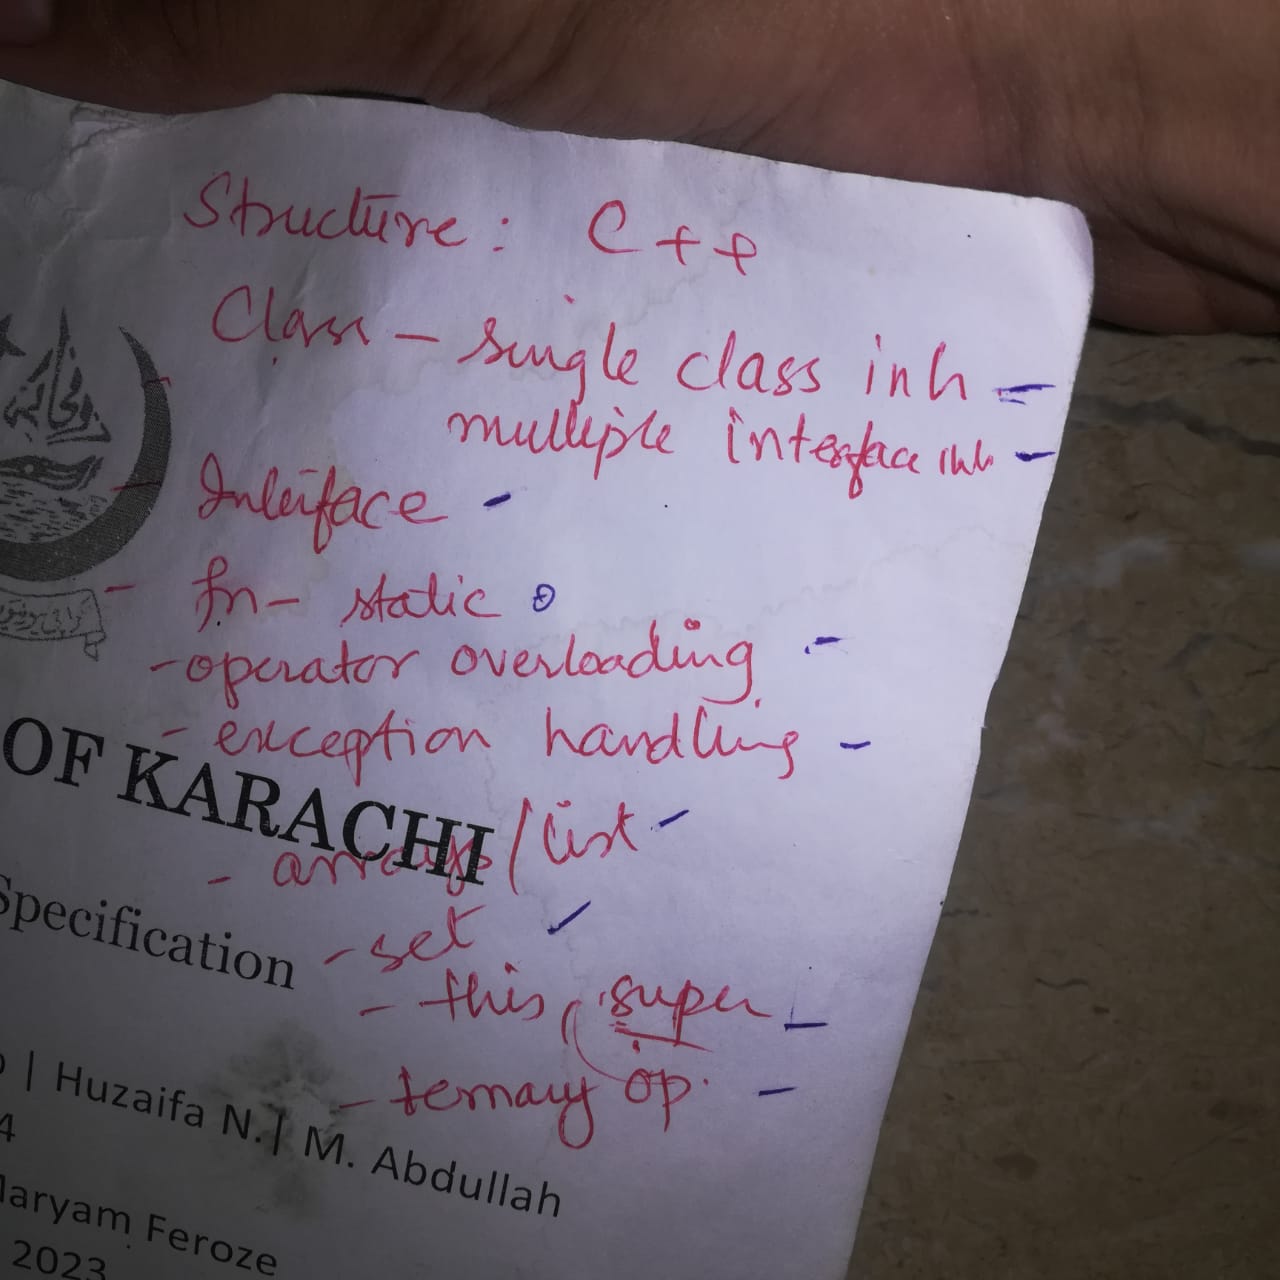 Structure: C++
Class - single class inh -
multiple interface inh -
Interface -
- fn - static
- operator overloading -
- exception handling -
OF KARACHI
- arrays / list
- set
Specification
- this, super -
- ternary op. -
| Huzaifa N. | M. Abdullah
4
Maryam Feroze
2023